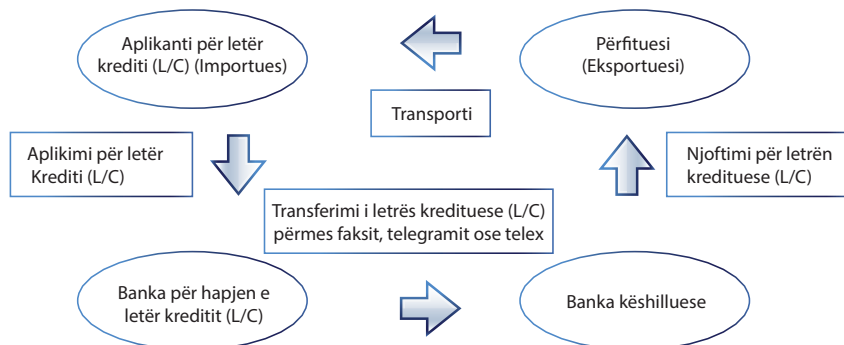 Aplikanti për letër
krediti (L/C) (Importues)
Përfituesi
(Eksportuesi)
Transporti
Aplikimi për letër
Krediti (L/C)
Njoftimi për letrën
kredituese (L/C)
Transferimi i letrës kredituese (L/C)
përmes faksit, telegramit ose telex
Banka për hapjen e
letër kreditit (L/C)
Banka këshilluese